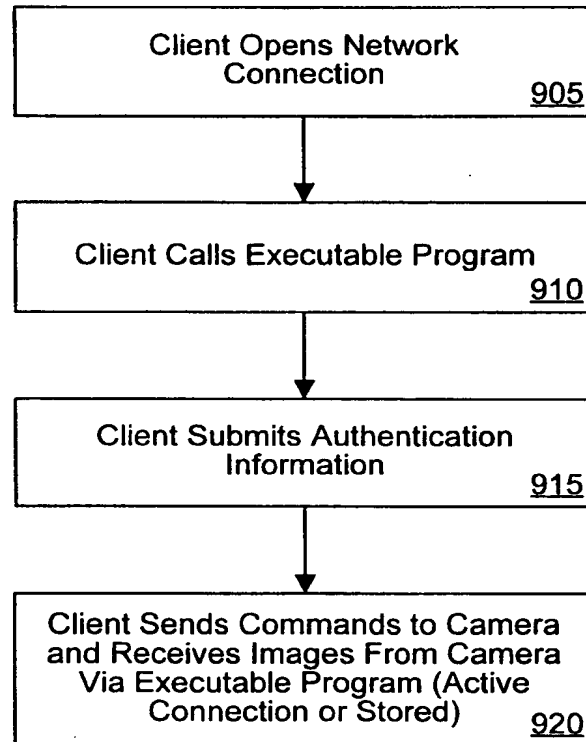 Client Opens Network
Connection
905
Client Calls Executable Program
910
Client Submits Authentication
Information
915
Client Sends Commands to Camera
and Receives Images From Camera
Via Executable Program (Active
Connection or Stored)
920